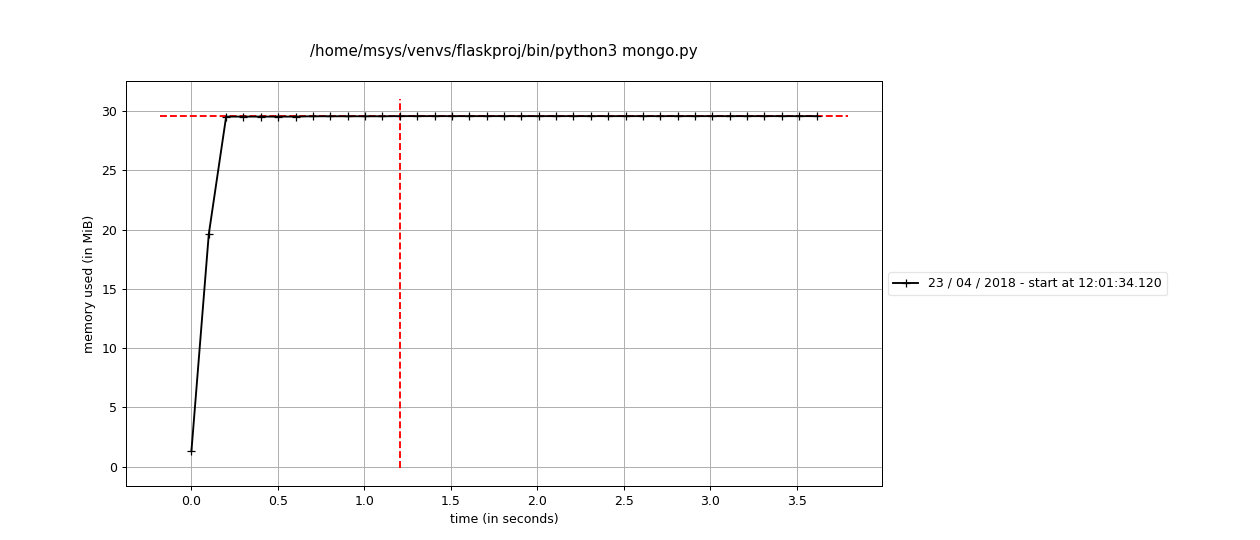 /home/msys/venvs/flaskproj/bin/python3 mongo.py
30
25
20
15
10
5
0
memory used (in MiB)
0.0 0.5 1.0 1.5 2.0 2.5 3.0 3.5
time (in seconds)
23 / 04 / 2018 - start at 12:01:34.120